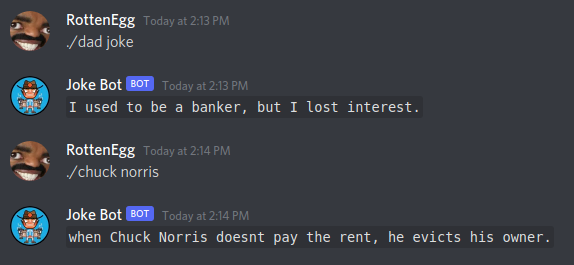 RottenEgg Today at 2:13 PM
./dad joke
Joke Bot BOT Today at 2:13 PM
I used to be a banker, but I lost interest.
RottenEgg Today at 2:14 PM
./chuck norris
Joke Bot BOT Today at 2:14 PM
when Chuck Norris doesnt pay the rent, he evicts his owner.